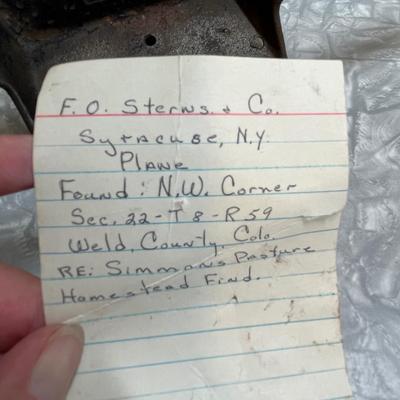 F. O. Sterns. & Co.
Syracuse, N.Y.
Plane
Found: N.W. Corner
Sec. 22-T 8-R 59
Weld, County, Colo.
RE: Simmons Pasture
Homestead Find.